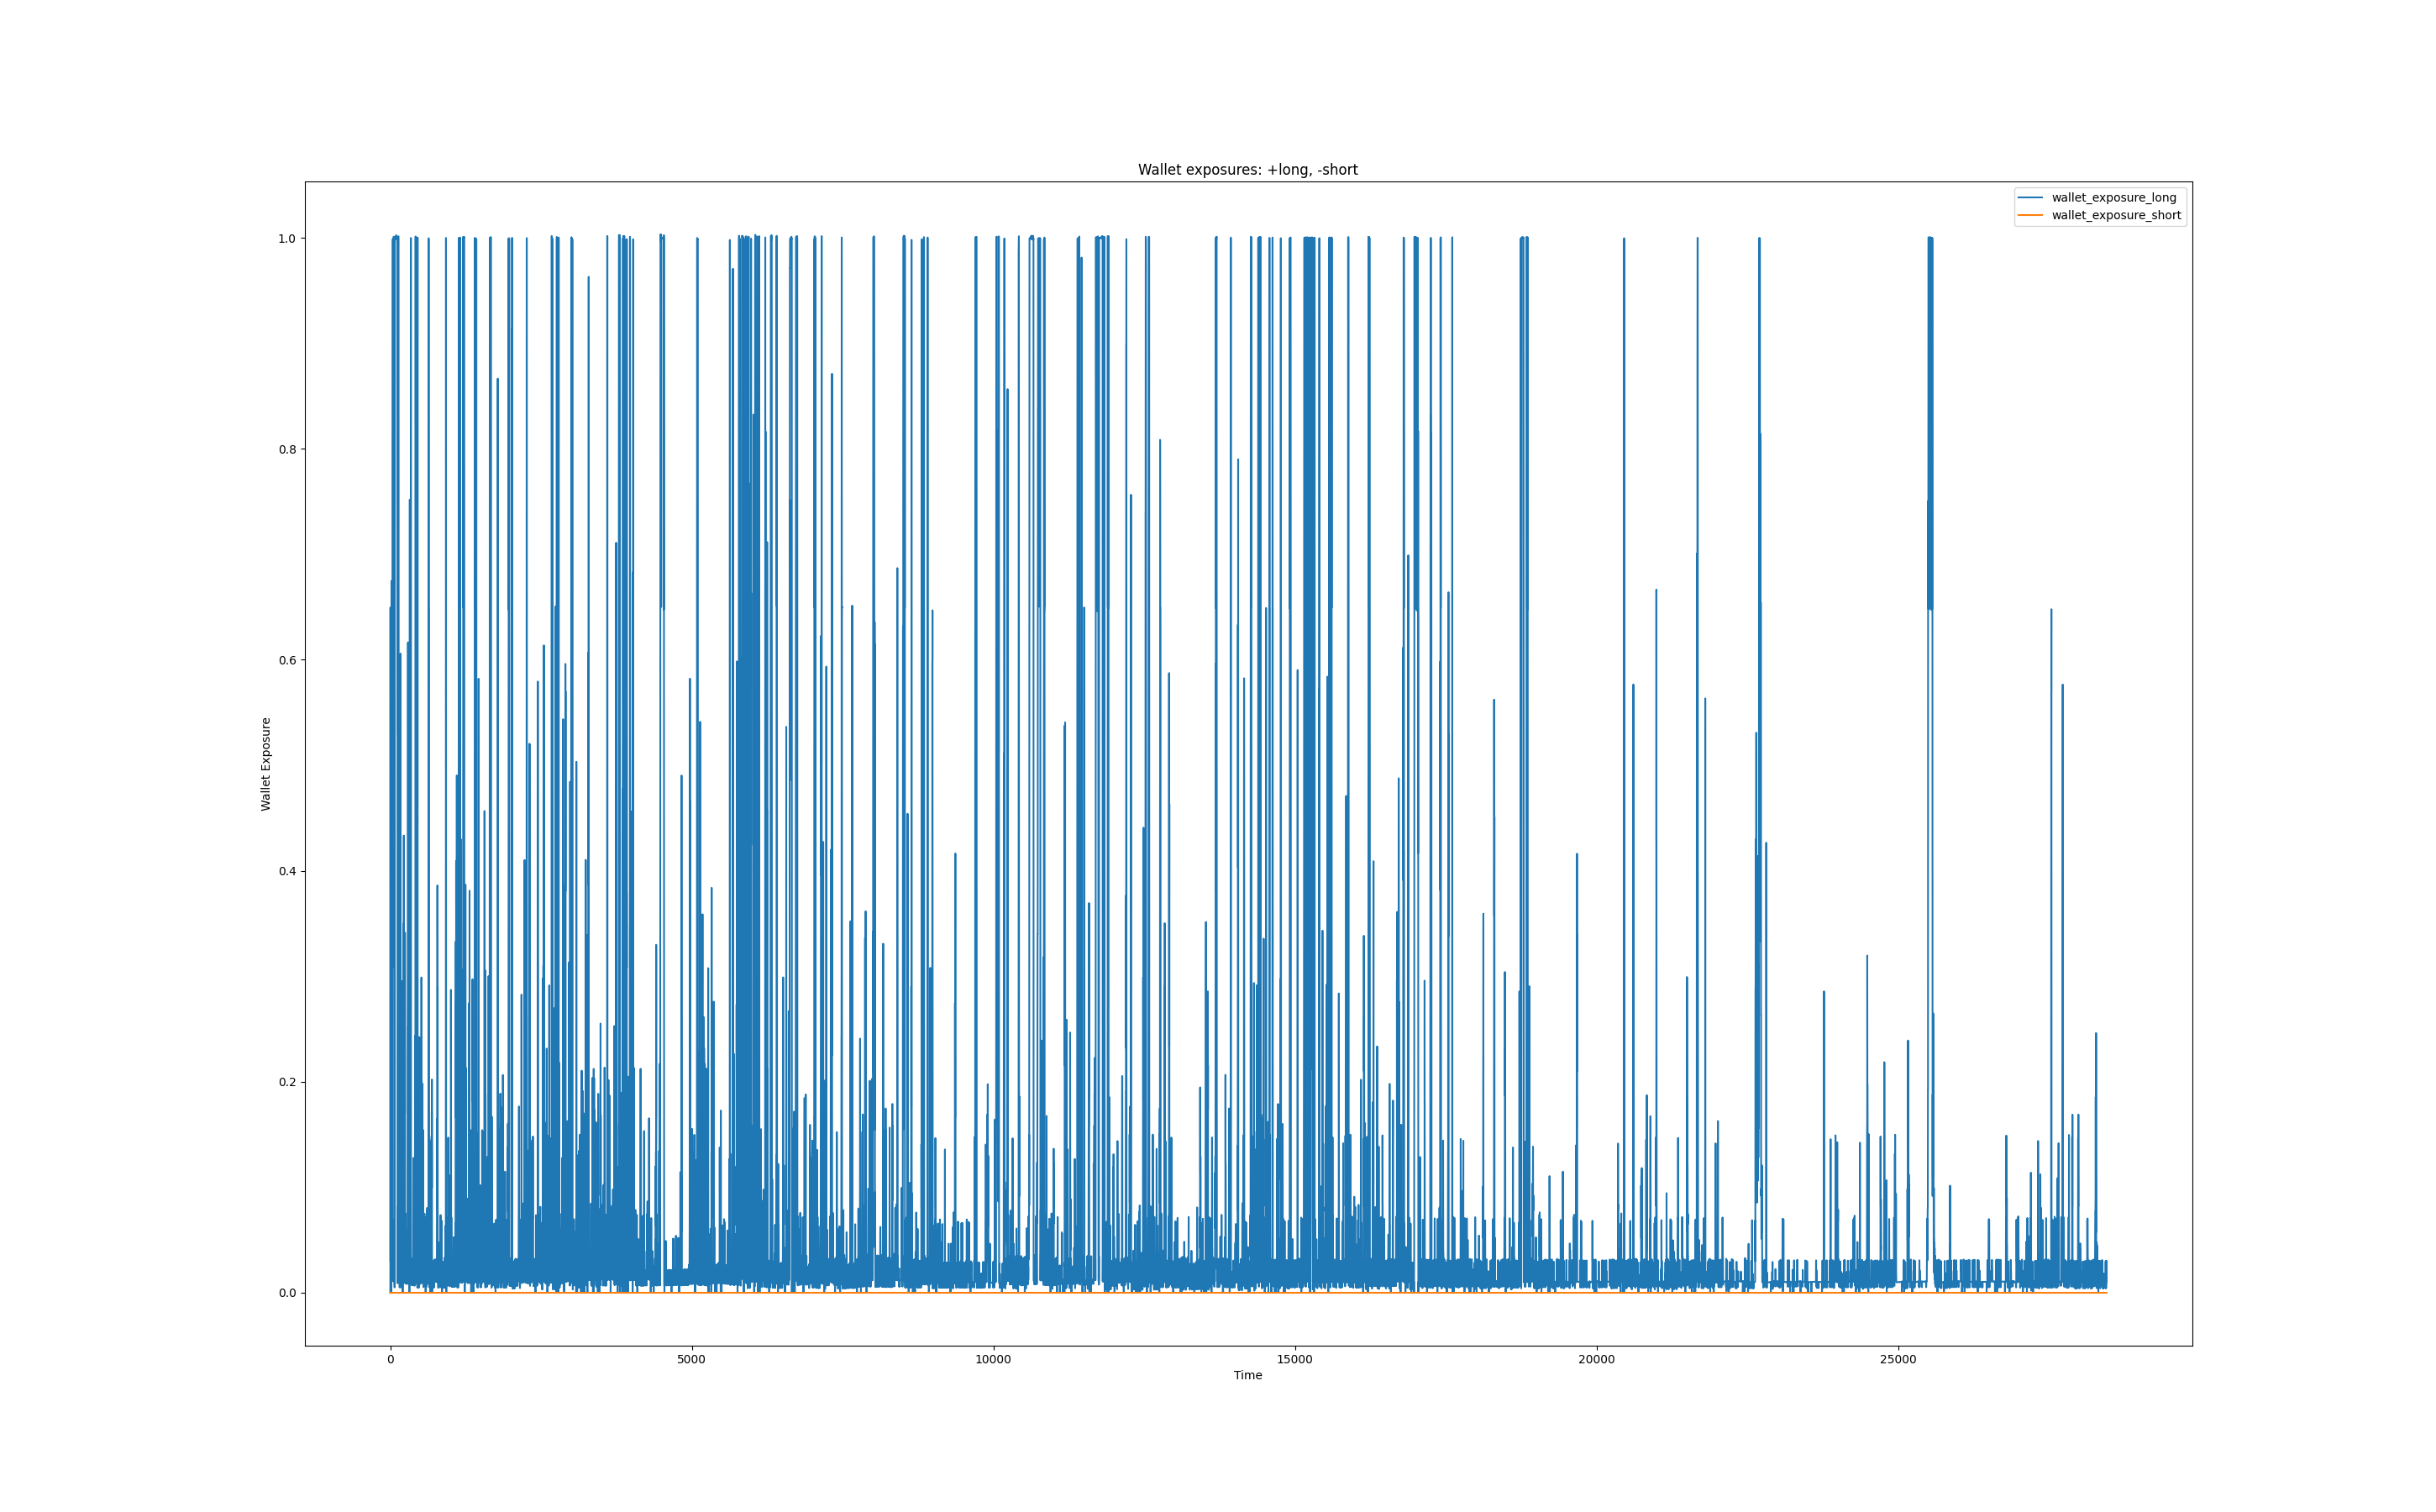 Wallet exposures: +long, -short
wallet_exposure_long
wallet_exposure_short
1.0
0.8
0.6
0.4
0.2
0.0
Wallet Exposure
0
5000
10000
15000
20000
25000
Time